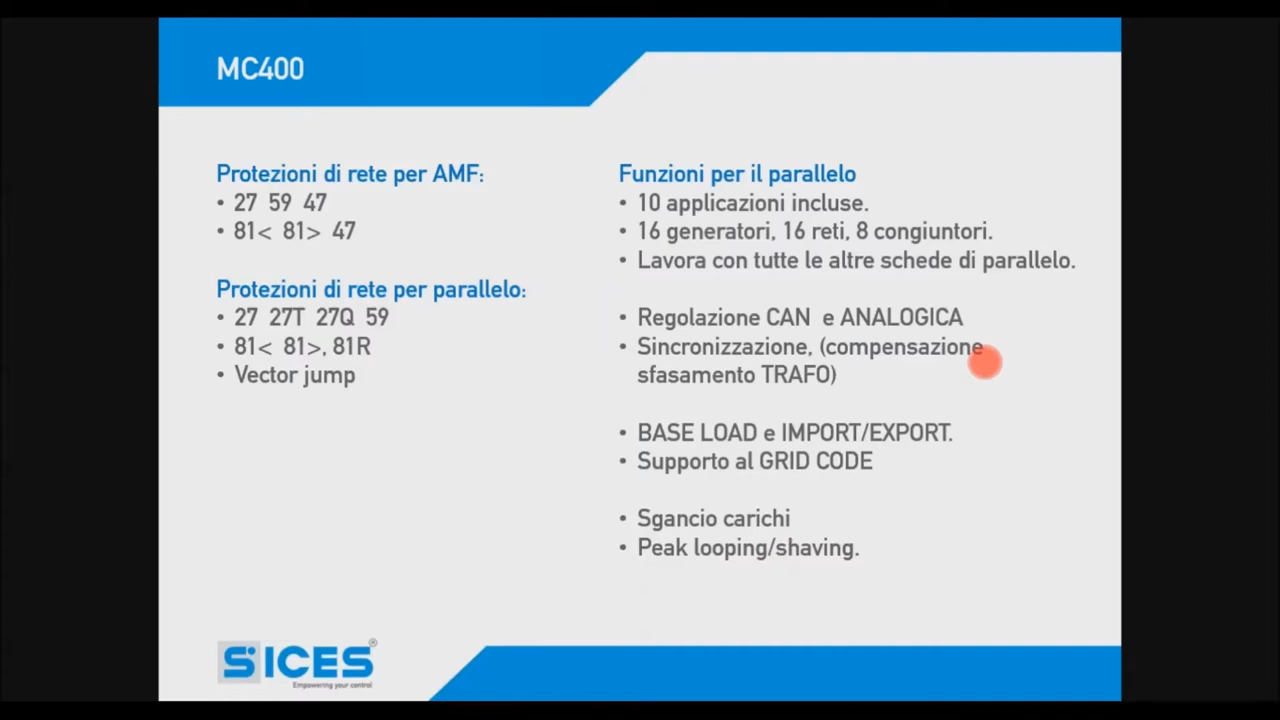 MC400
Protezioni di rete per AMF:
• 27 59 47
• 81< 81> 47
Protezioni di rete per parallelo:
• 27 27T 27Q 59
• 81< 81>, 81R
• Vector jump
Funzioni per il parallelo
• 10 applicazioni incluse.
• 16 generatori, 16 reti, 8 congiuntori.
• Lavora con tutte le altre schede di parallelo.
• Regolazione CAN e ANALOGICA
• Sincronizzazione, (compensazione
sfasamento TRAFO)
• BASE LOAD e IMPORT/EXPORT.
• Supporto al GRID CODE
• Sgancio carichi
• Peak looping/shaving.
SICES®
Empowering your control